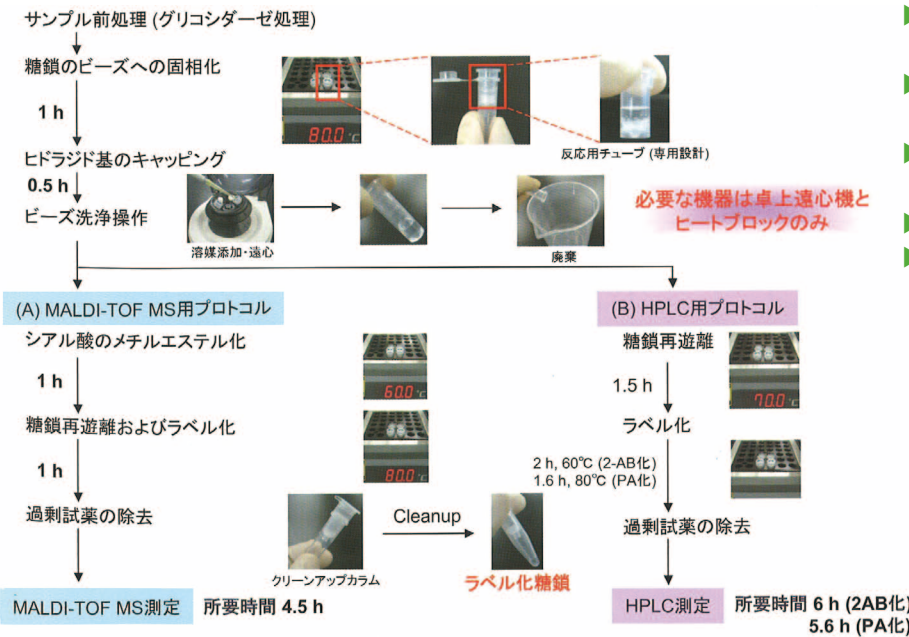 サンプル前処理 (グリコシダーゼ処理)
糖鎖のビーズへの固相化
1 h
80.0 ℃
反応用チューブ (専用設計)
ヒドラジド基のキャッピング
0.5 h
ビーズ洗浄操作
溶媒添加・遠心
廃棄
必要な機器は卓上遠心機と
ヒートブロックのみ
(A) MALDI-TOF MS用プロトコル
シアル酸のメチルエステル化
60.0 ℃
1 h
糖鎖再遊離およびラベル化
80.0 ℃
1 h
過剰試薬の除去
クリーンアップカラム
Cleanup
ラベル化糖鎖
MALDI-TOF MS測定
所要時間 4.5 h
(B) HPLC用プロトコル
糖鎖再遊離
70.0 ℃
1.5 h
ラベル化
2 h, 60℃ (2-AB化)
1.6 h, 80℃ (PA化)
過剰試薬の除去
HPLC測定
所要時間 6 h (2AB化)
5.6 h (PA化)